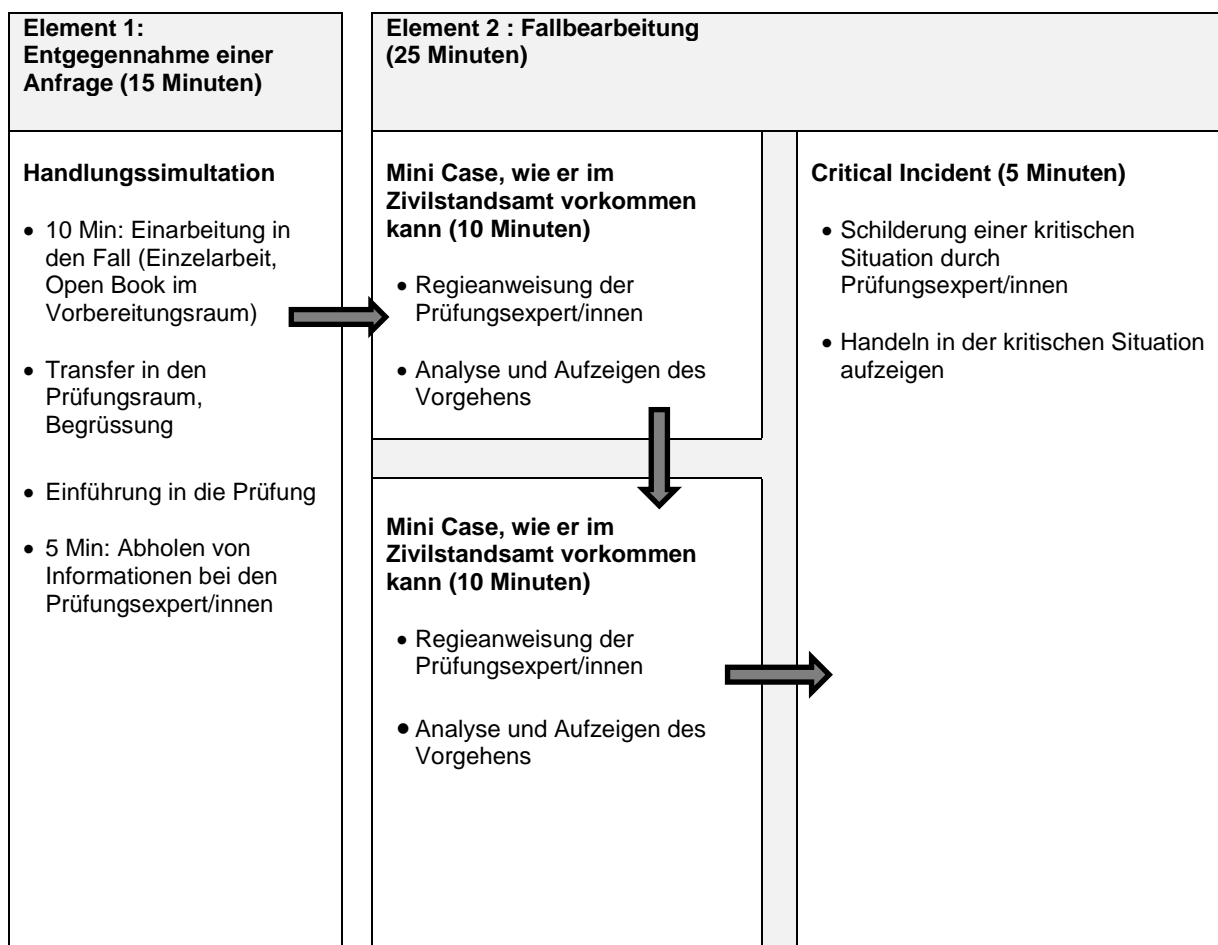 Element 1:
Entgegennahme einer
Anfrage (15 Minuten)
Element 2 : Fallbearbeitung
(25 Minuten)
Handlungssimultation
• 10 Min: Einarbeitung in
den Fall (Einzelarbeit,
Open Book im
Vorbereitungsraum)
• Transfer in den
Prüfungsraum,
Begrüssung
• Einführung in die Prüfung
• 5 Min: Abholen von
Informationen bei den
Prüfungsexpert/innen
Mini Case, wie er im
Zivilstandsamt vorkommen
kann (10 Minuten)
• Regieanweisung der
Prüfungsexpert/innen
• Analyse und Aufzeigen des
Vorgehens
Mini Case, wie er im
Zivilstandsamt vorkommen
kann (10 Minuten)
• Regieanweisung der
Prüfungsexpert/innen
• Analyse und Aufzeigen des
Vorgehens
Critical Incident (5 Minuten)
• Schilderung einer kritischen
Situation durch
Prüfungsexpert/innen
• Handeln in der kritischen Situation
aufzeigen